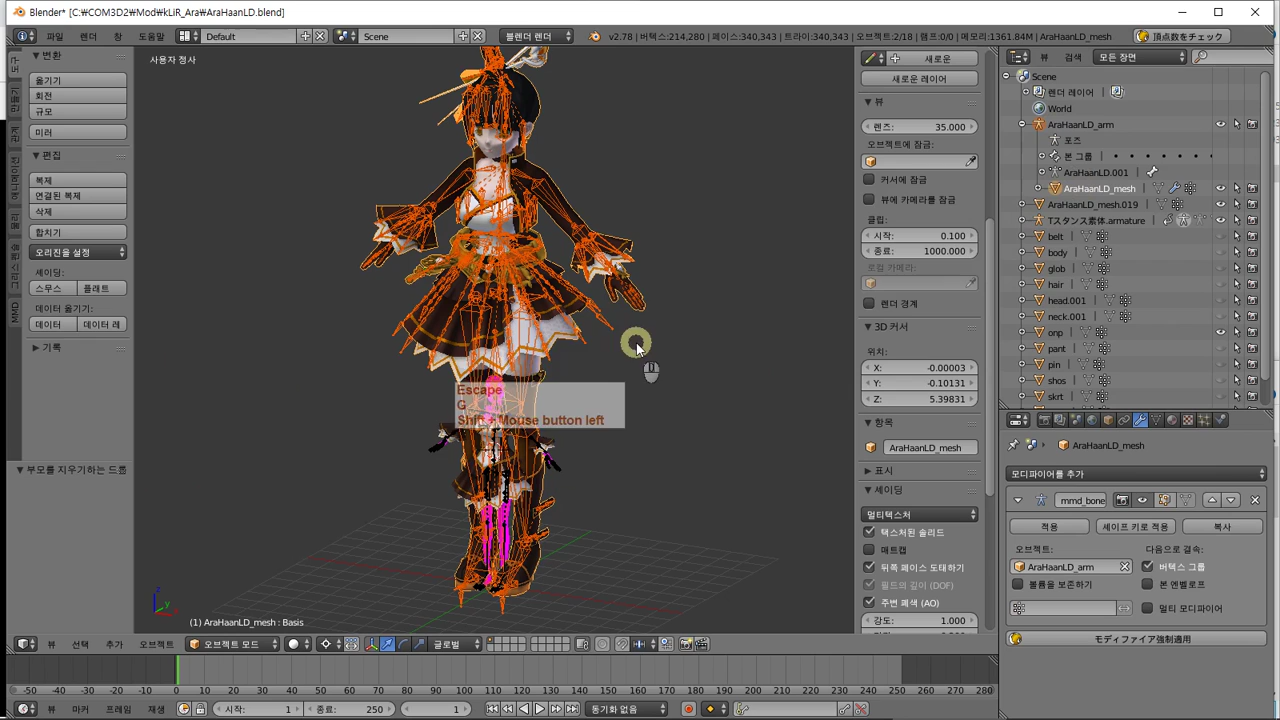 Blender* [C:₩COM3D2₩Mod₩kLiR_Ara₩AraHaanLD.blend]
파일 렌더 창 도움말 Default Scene 블렌더 렌더 v2.78 | 버텍스:214,280 | 페이스:340,343 | 트라이:340,343 | 오브젝트:2/18 | 램프:0/0 | 메모리:1361.84M | AraHaanLD_mesh 頂点数をチェック
변환
옮기기
회전
규모
미러
편집
복제
연결된 복제
삭제
합치기
오리진을 설정
셰이딩:
스무스 플래트
데이터 옮기기:
데이터 데이터 레
기록
부모를 지우기하는 드롭
애니메이션
MMD
사용자 정사
Escape
G
Shift + Mouse button left
(1) AraHaanLD_mesh : Basis
새로운
새로운 레이어
뷰
렌즈: 35.000
오브젝트에 잠금:
커서에 잠금
뷰에 카메라를 잠금
클립:
시작: 0.100
종료: 1000.000
로컬 카메라:
렌더 경계
3D 커서
위치:
X: -0.00003
Y: -0.10131
Z: 5.39831
항목
AraHaanLD_mesh
표시
셰이딩
멀티텍스처
텍스처된 솔리드
매트캡
뒤쪽 페이스 도태하기
필드의 깊이 (DOF)
주변 폐색 (AO)
강도: 1.000
뷰 검색 모든 장면
Scene
렌더 레이어
World
AraHaanLD_arm
포즈
본 그룹
AraHaanLD.001
AraHaanLD_mesh
AraHaanLD_mesh.019
Tスタンス素体.armature
belt
body
glob
hair
head.001
neck.001
onp
pant
pin
shos
skrt
AraHaanLD_mesh
모디파이어를 추가
mmd_bone
적용 셰이프 키로 적용 복사
오브젝트: 다음으로 결속:
AraHaanLD_arm 버텍스 그룹
볼륨을 보존하기 본 엔벨로프
멀티 모디파이어
モディファイア強制適用
뷰 선택 추가 오브젝트 오브젝트 모드 글로벌
-50 -40 -30 -20 -10 0 10 20 30 40 50 60 70 80 90 100 110 120 130 140 150 160 170 180 190 200 210 220 230 240 250 260 270 280
뷰 마커 프레임 재생 시작: 1 종료: 250 1 동기화 없음